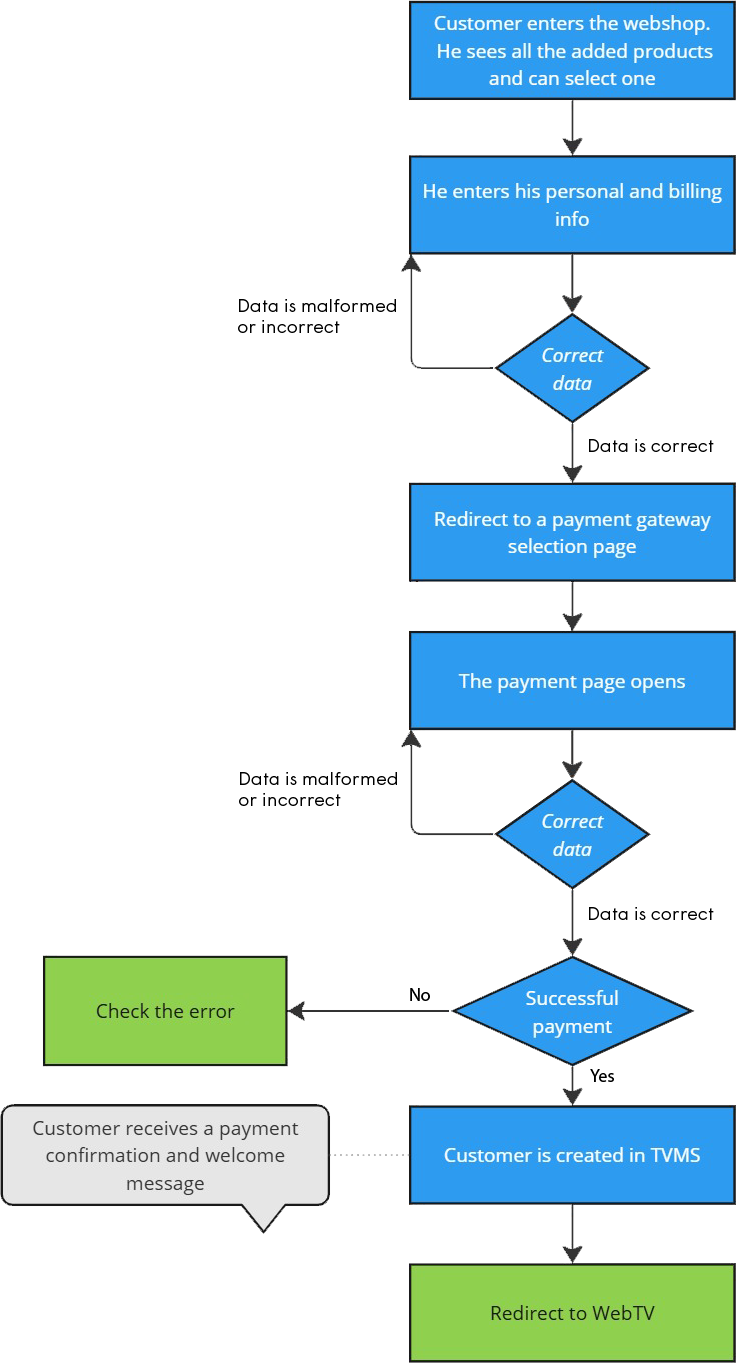 Customer enters the webshop.
He sees all the added products
and can select one
He enters his personal and billing
info
Data is malformed
or incorrect
Correct
data
Data is correct
Redirect to a payment gateway
selection page
The payment page opens
Data is malformed
or incorrect
Correct
data
Data is correct
Successful
payment
No
Check the error
Yes
Customer receives a payment
confirmation and welcome
message
Customer is created in TVMS
Redirect to WebTV